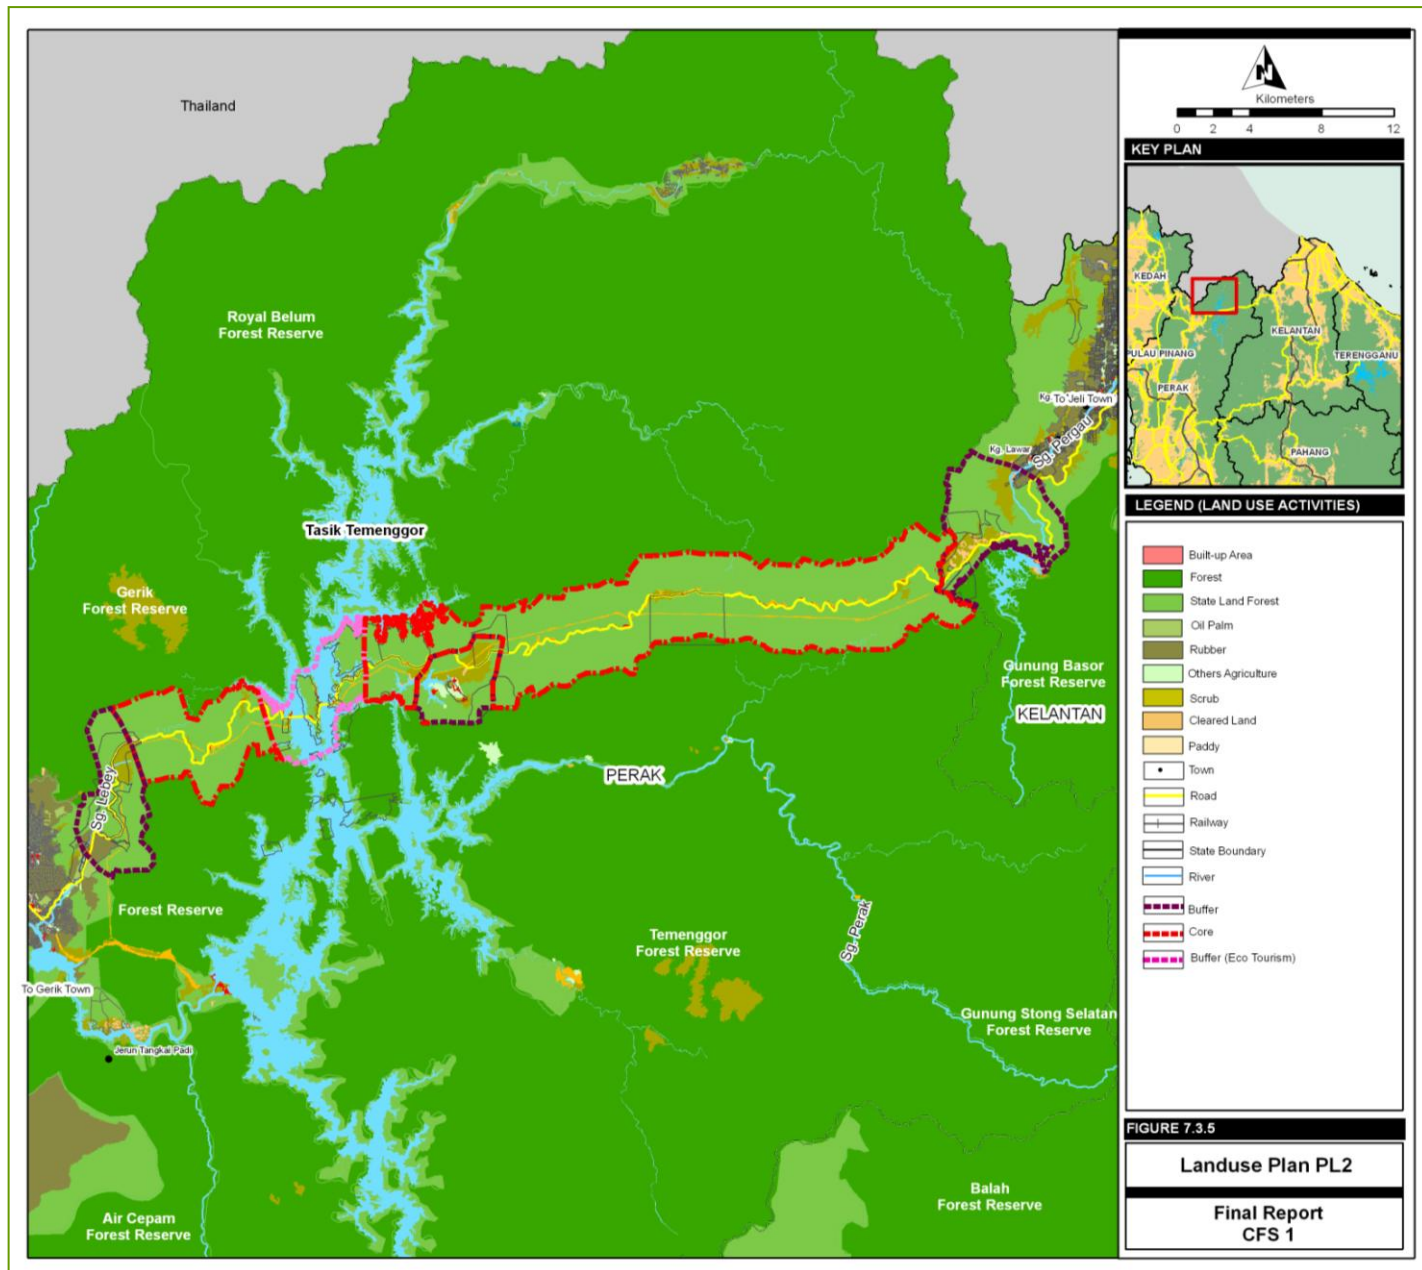 Thailand
Royal Belum
Forest Reserve
Tasik Temenggor
Gerik
Forest Reserve
Kg.
To Jeli Town
Sg. Pergau
Kg. Lawar
Gunung Basor
Forest Reserve
KELANTAN
PERAK
Sg. Lebey
Forest Reserve
To Gerik Town
Jerun Tangkai Padi
Temenggor
Forest Reserve
Sg. Perak
Gunung Stong Selatan
Forest Reserve
Balah
Forest Reserve
Air Cepam
Forest Reserve
N
Kilometers
0 2 4 8 12
KEY PLAN
KEDAH
PULAU PINANG
PERAK
KELANTAN
TERENGGANU
PAHANG
LEGEND (LAND USE ACTIVITIES)
Built-up Area
Forest
State Land Forest
Oil Palm
Rubber
Others Agriculture
Scrub
Cleared Land
Paddy
Town
Road
Railway
State Boundary
River
Buffer
Core
Buffer (Eco Tourism)
FIGURE 7.3.5
Landuse Plan PL2
Final Report
CFS 1